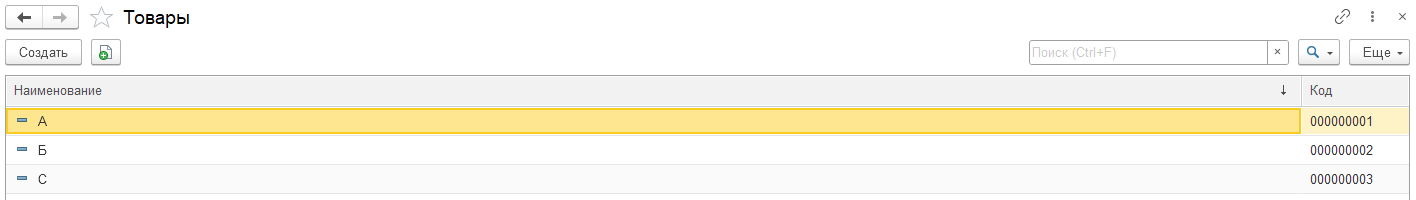 Товары
Создать Поиск (Ctrl+F) × Еще
Наименование ↓ Код
А 000000001
Б 000000002
С 000000003